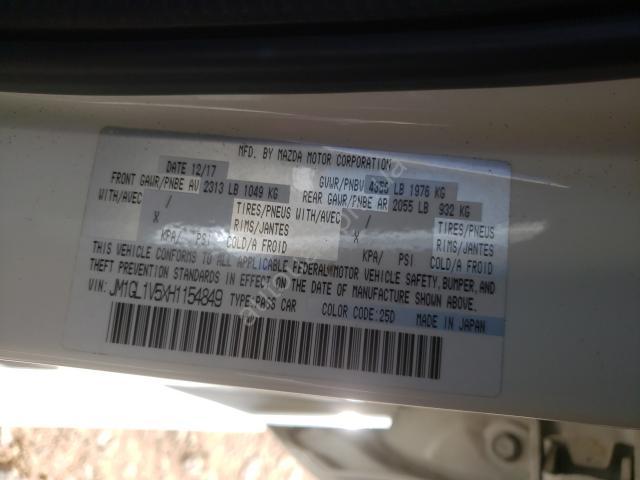 MFD. BY MAZDA MOTOR CORPORATION
DATE 12/17 GVWR/PNBV LB 1976 KG
FRONT GAWR/PNBE AV 2313 LB 1049 KG REAR GAWR/PNBE AR 2055 LB 932 KG
WITH/AVEC / TIRES/PNEUS WITH/AVEC / TIRES/PNEUS
X RIMS/JANTES X RIMS/JANTES
KPA/ PSI COLD/A FROID KPA/ PSI COLD/A FROID
THIS VEHICLE CONFORMS TO ALL APPLICABLE FEDERAL MOTOR VEHICLE SAFETY, BUMPER, AND
THEFT PREVENTION STANDARDS IN EFFECT ON THE DATE OF MANUFACTURE SHOWN ABOVE.
VIN: JM1GL1V5XH1154849 TYPE:PASS CAR
COLOR CODE:25D MADE IN JAPAN